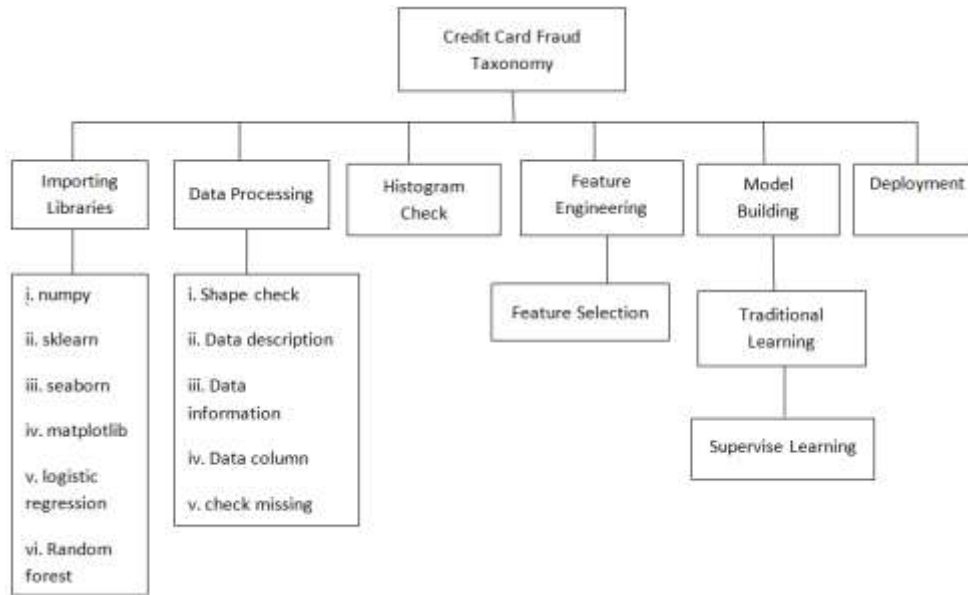 Credit Card Fraud
Taxonomy
Importing
Libraries
Data Processing
Histogram
Check
Feature
Engineering
Model
Building
Deployment
i. numpy
ii. sklearn
iii. seaborn
iv. matplotlib
v. logistic
regression
vi. Random
forest
i. Shape check
ii. Data description
iii. Data
information
iv. Data column
v. check missing
Feature Selection
Traditional
Learning
Supervise Learning